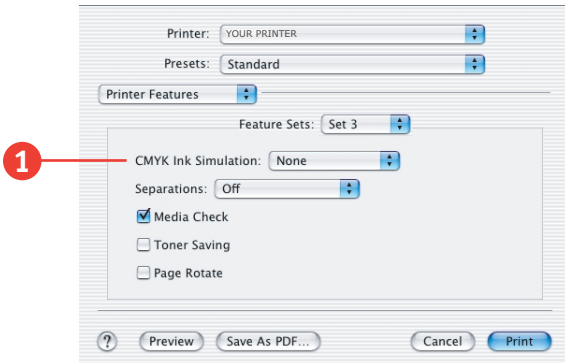 Printer: YOUR PRINTER
Presets: Standard
Printer Features
Feature Sets: Set 3
1 CMYK Ink Simulation: None
Separations: Off
Media Check
Toner Saving
Page Rotate
? Preview Save As PDF... Cancel Print